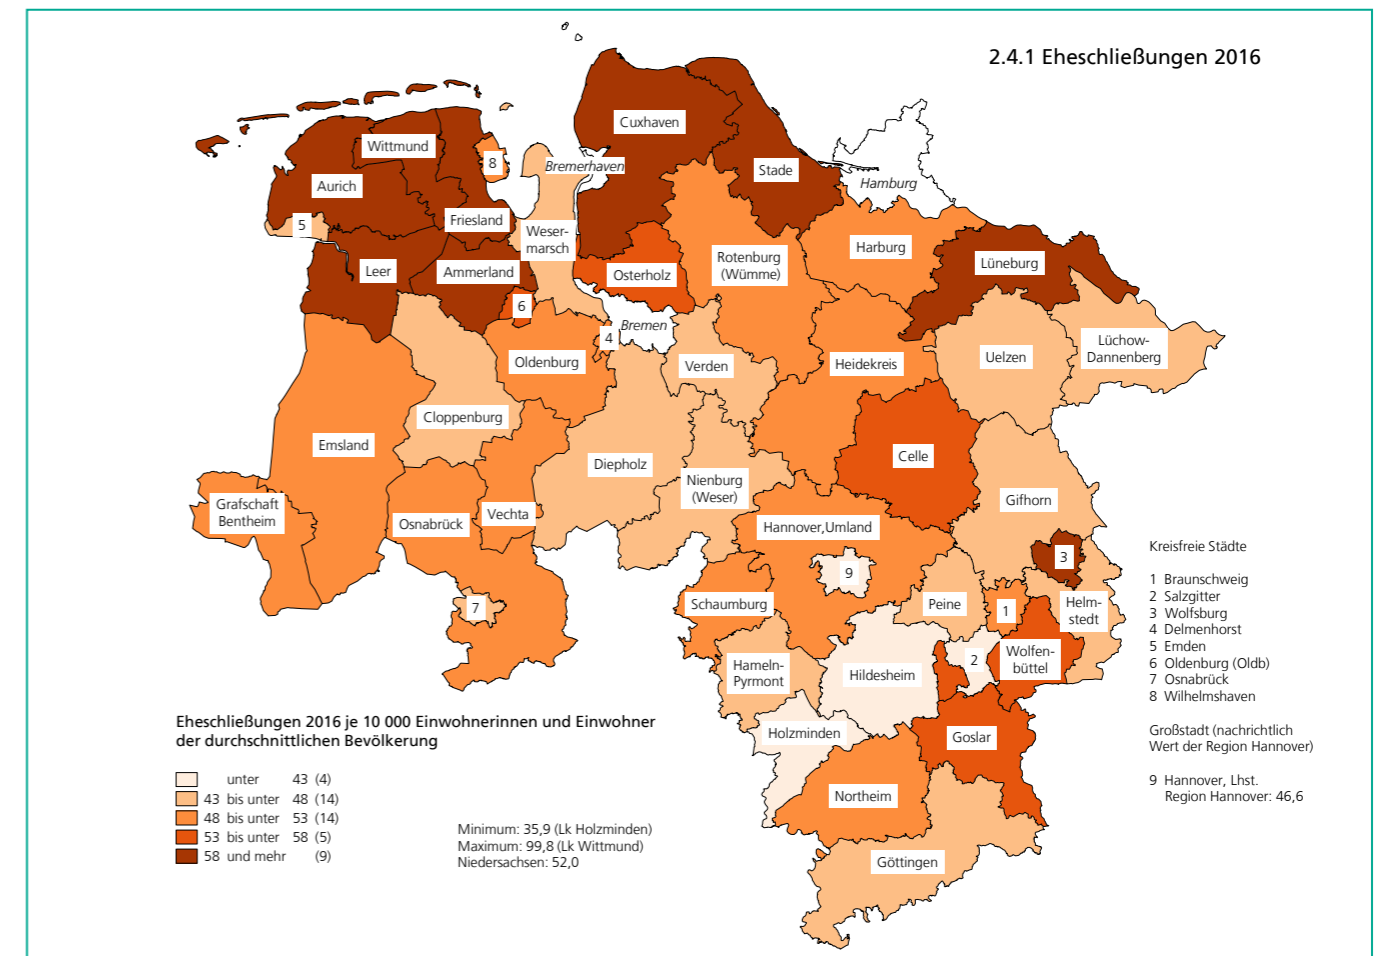 2.4.1 Eheschließungen 2016
Cuxhaven
Wittmund
Bremerhaven
8
Stade
Aurich
Hamburg
Friesland
5
Weser-
marsch
Harburg
Rotenburg
(Wümme)
Lüneburg
Leer
Ammerland
Osterholz
6
Bremen
4
Lüchow-
Dannenberg
Uelzen
Oldenburg
Verden
Heidekreis
Cloppenburg
Emsland
Celle
Diepholz
Nienburg
(Weser)
Gifhorn
Grafschaft
Bentheim
Osnabrück
Vechta
Hannover,Umland
3
9
Schaumburg
7
Peine
1
Helm-
stedt
Wolfen-
büttel
2
Hameln-
Pyrmont
Hildesheim
Holzminden
Goslar
Northeim
Göttingen
Kreisfreie Städte
1 Braunschweig
2 Salzgitter
3 Wolfsburg
4 Delmenhorst
5 Emden
6 Oldenburg (Oldb)
7 Osnabrück
8 Wilhelmshaven
Großstadt (nachrichtlich
Wert der Region Hannover)
9 Hannover, Lhst.
Region Hannover: 46,6
Eheschließungen 2016 je 10 000 Einwohnerinnen und Einwohner
der durchschnittlichen Bevölkerung
unter 43 (4)
43 bis unter 48 (14)
48 bis unter 53 (14)
53 bis unter 58 (5)
58 und mehr (9)
Minimum: 35,9 (Lk Holzminden)
Maximum: 99,8 (Lk Wittmund)
Niedersachsen: 52,0